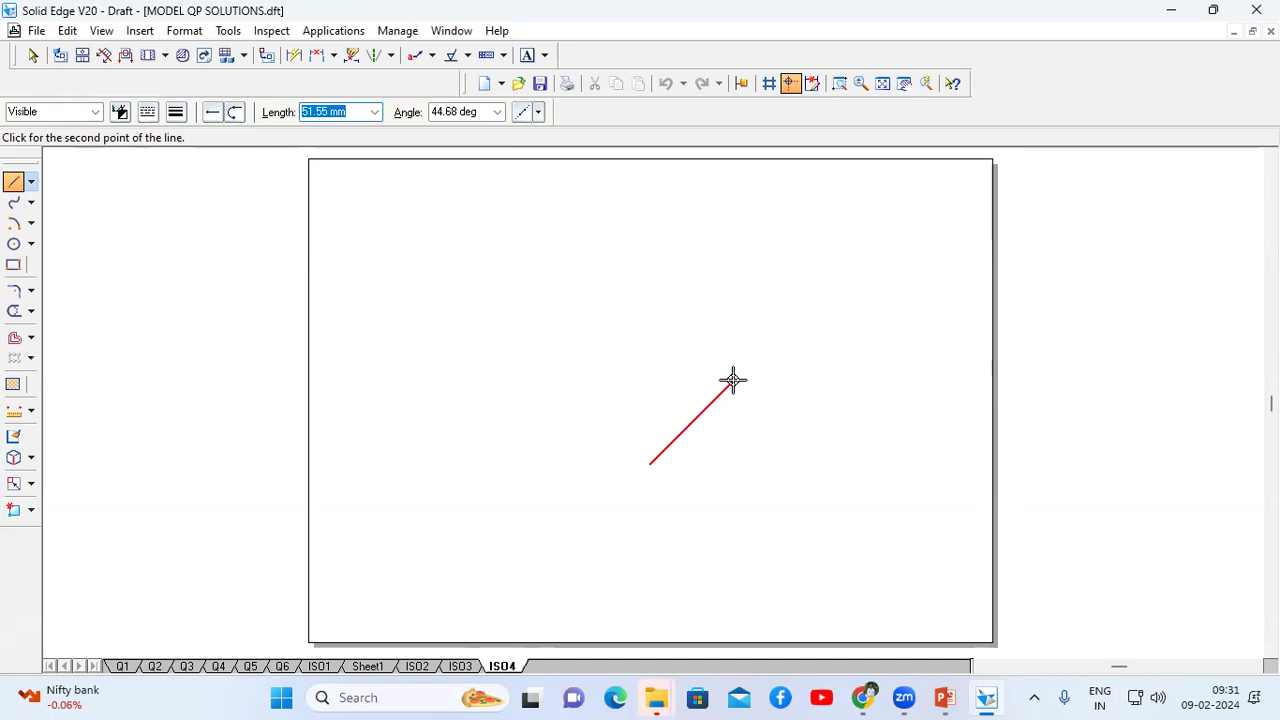 Solid Edge V20 - Draft - [MODEL QP SOLUTIONS.dft]
File Edit View Insert Format Tools Inspect Applications Manage Window Help
A
Visible Length: 51.55 mm Angle: 44.68 deg
Click for the second point of the line.
Q1 Q2 Q3 Q4 Q5 Q6 ISO1 Sheet1 ISO2 ISO3 ISO4
Nifty bank
-0.06%
Search
zm
ENG
IN
09:31
09-02-2024